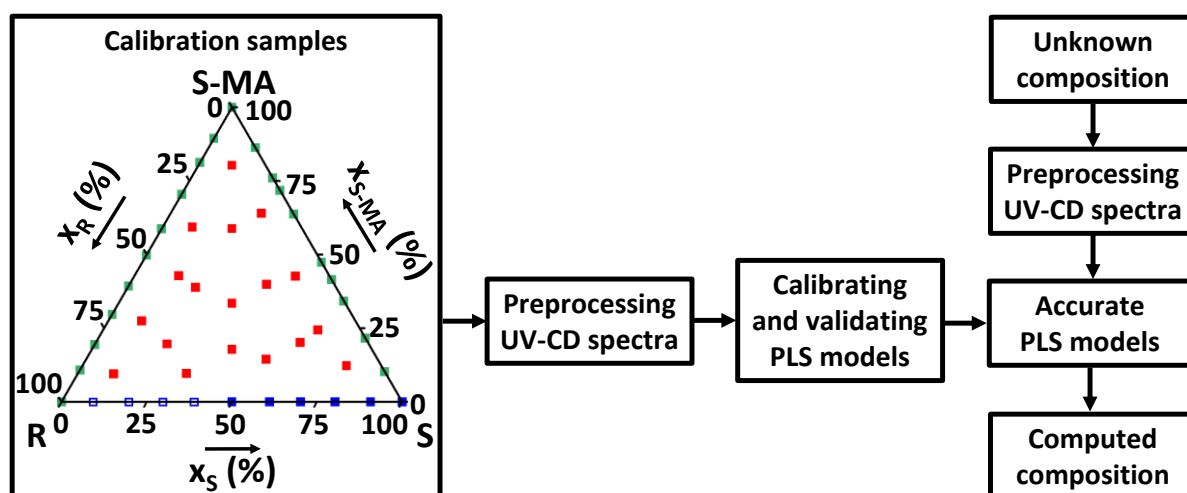 Calibration samples
S-MA
0 100
25 75
x_R (%)
x_S-MA (%)
50 50
75 25
100 0
0 25 50 75 100
R S
x_S (%)
Preprocessing
UV-CD spectra
Calibrating
and validating
PLS models
Unknown
composition
Preprocessing
UV-CD spectra
Accurate
PLS models
Computed
composition